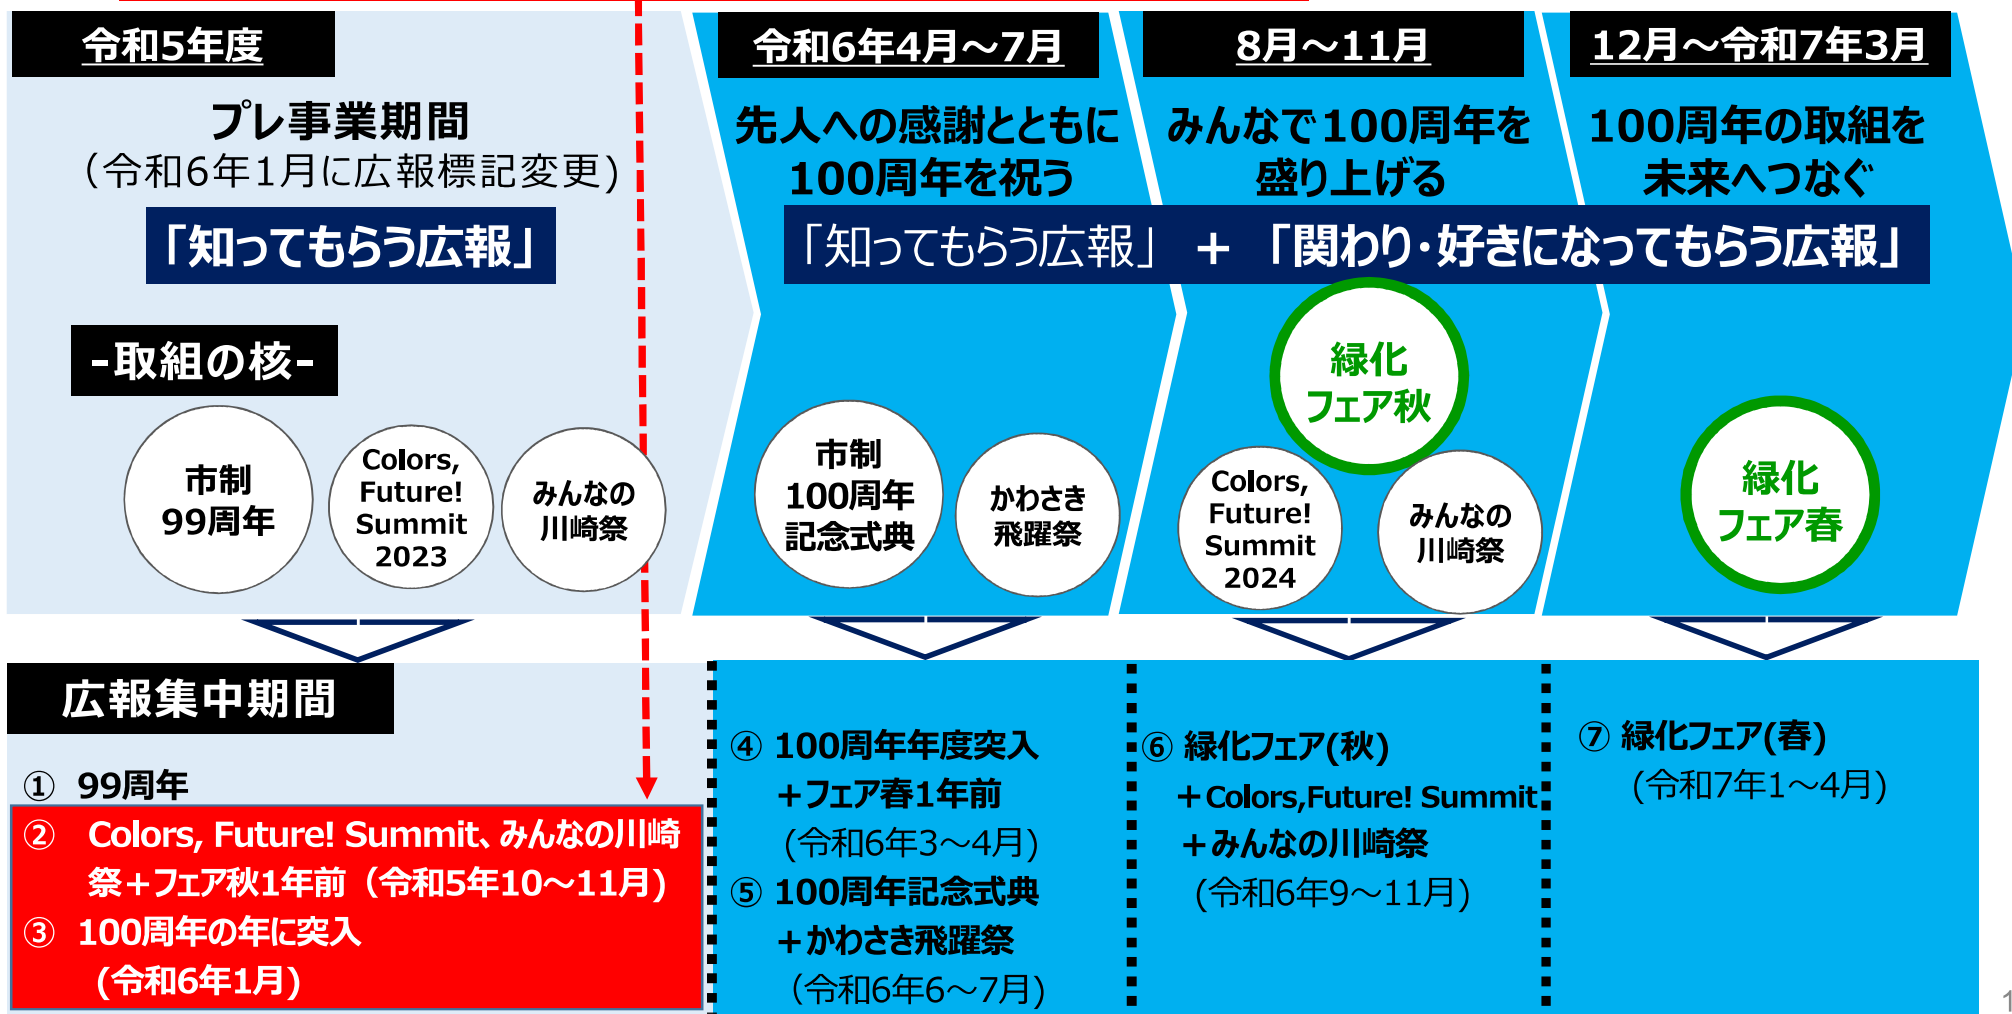 令和5年度
プレ事業期間
（令和6年1月に広報標記変更)
「知ってもらう広報」
-取組の核-
市制
99周年
Colors,
Future!
Summit
2023
みんなの
川崎祭
令和6年4月～7月
先人への感謝とともに
100周年を祝う
8月～11月
みんなで100周年を
盛り上げる
12月～令和7年3月
100周年の取組を
未来へつなぐ
「知ってもらう広報」 + 「関わり･好きになってもらう広報」
市制
100周年
記念式典
かわさき
飛躍祭
緑化
フェア秋
Colors,
Future!
Summit
2024
みんなの
川崎祭
緑化
フェア春
広報集中期間
① 99周年
② Colors, Future! Summit、みんなの川崎
祭＋フェア秋1年前（令和5年10～11月)
③ 100周年の年に突入
(令和6年1月)
④ 100周年年度突入
＋フェア春1年前
(令和6年3～4月)
⑤ 100周年記念式典
＋かわさき飛躍祭
（令和6年6～7月)
⑥ 緑化フェア(秋)
＋Colors,Future! Summit
＋みんなの川崎祭
(令和6年9～11月)
⑦ 緑化フェア(春)
(令和7年1～4月)
1